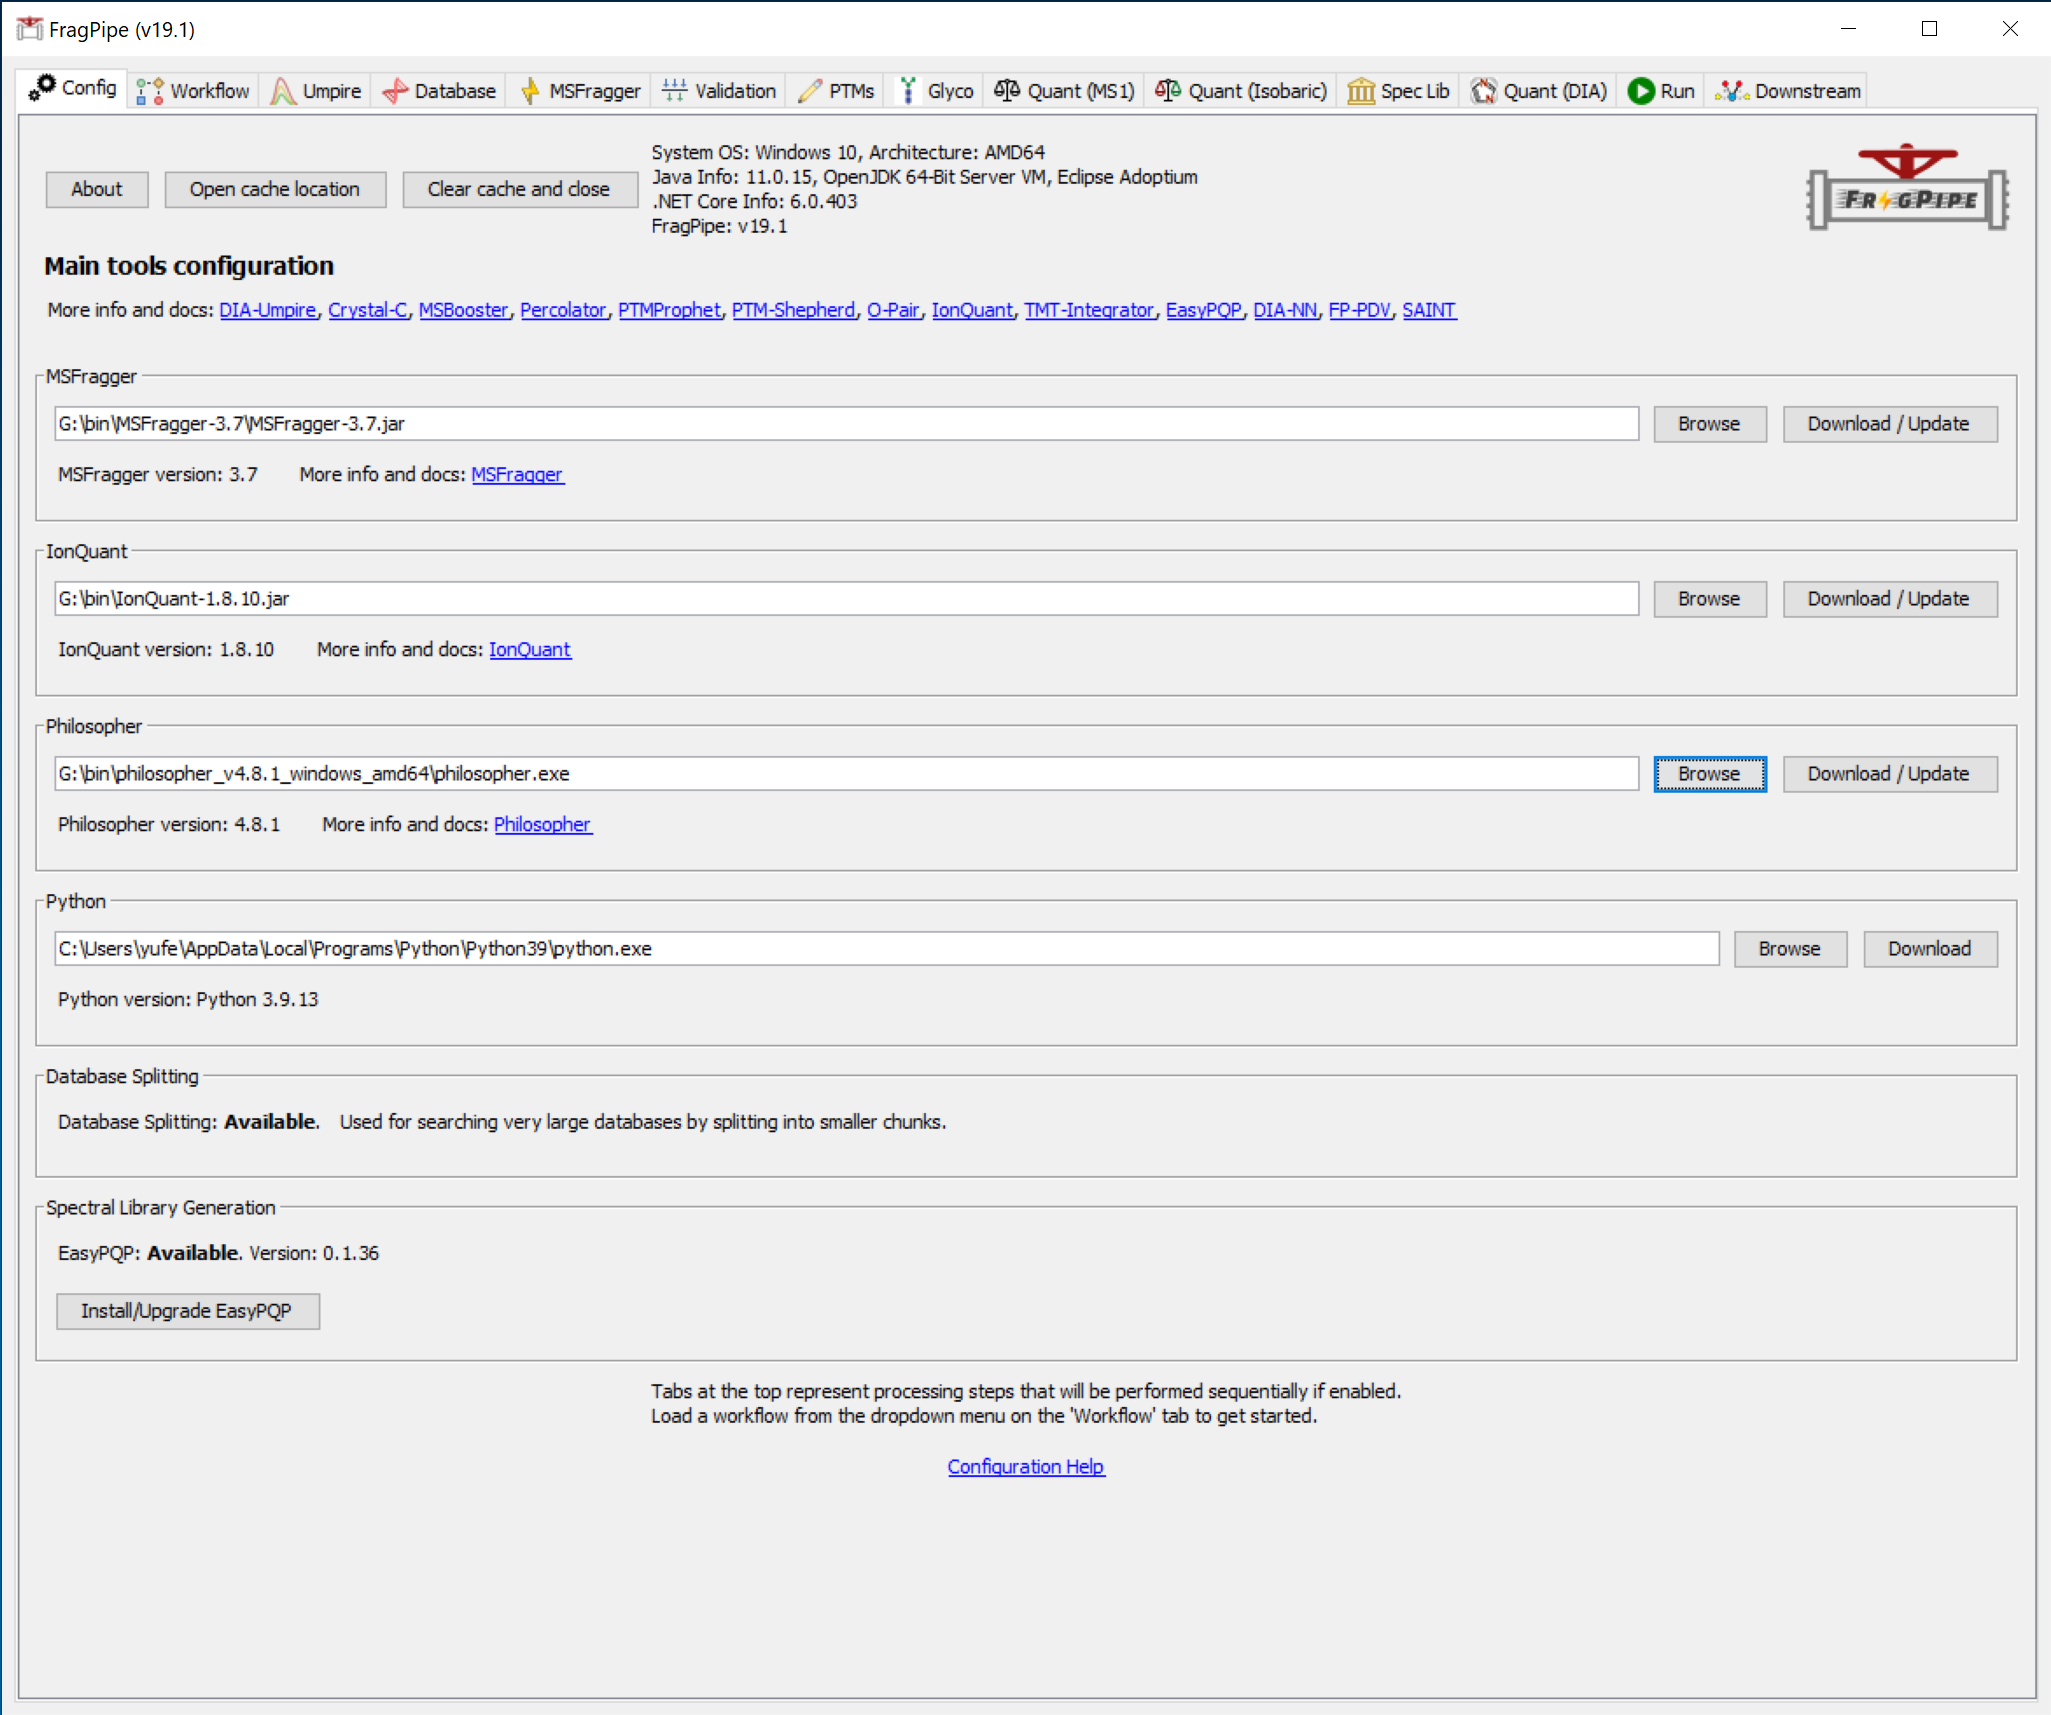 FragPipe (v19.1)
Config Workflow Umpire Database MSFragger Validation PTMs Glyco Quant (MS1) Quant (Isobaric) Spec Lib Quant (DIA) Run Downstream
About Open cache location Clear cache and close
System OS: Windows 10, Architecture: AMD64
Java Info: 11.0.15, OpenJDK 64-Bit Server VM, Eclipse Adoptium
.NET Core Info: 6.0.403
FragPipe: v19.1
FRAGPIPE
Main tools configuration
More info and docs: DIA-Umpire, Crystal-C, MSBooster, Percolator, PTMProphet, PTM-Shepherd, O-Pair, IonQuant, TMT-Integrator, EasyPQP, DIA-NN, FP-PDV, SAINT
MSFragger
G:\bin\MSFragger-3.7\MSFragger-3.7.jar Browse Download / Update
MSFragger version: 3.7 More info and docs: MSFragger
IonQuant
G:\bin\IonQuant-1.8.10.jar Browse Download / Update
IonQuant version: 1.8.10 More info and docs: IonQuant
Philosopher
G:\bin\philosopher_v4.8.1_windows_amd64\philosopher.exe Browse Download / Update
Philosopher version: 4.8.1 More info and docs: Philosopher
Python
C:\Users\yufe\AppData\Local\Programs\Python\Python39\python.exe Browse Download
Python version: Python 3.9.13
Database Splitting
Database Splitting: Available. Used for searching very large databases by splitting into smaller chunks.
Spectral Library Generation
EasyPQP: Available. Version: 0.1.36
Install/Upgrade EasyPQP
Tabs at the top represent processing steps that will be performed sequentially if enabled.
Load a workflow from the dropdown menu on the 'Workflow' tab to get started.
Configuration Help